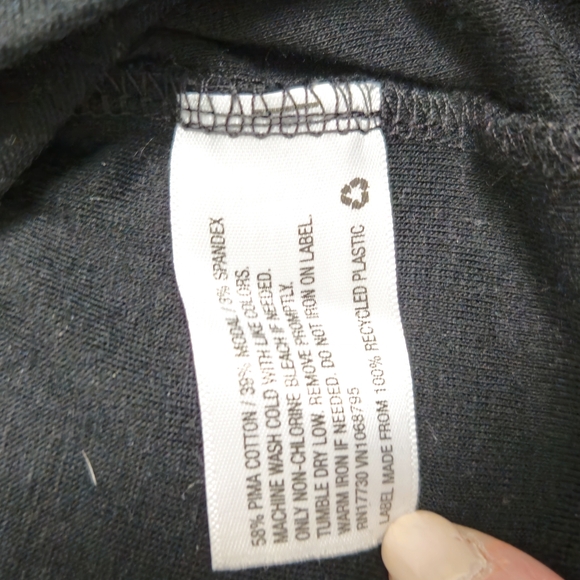 58% PIMA COTTON / 39% MODAL / 3% SPANDEX
MACHINE WASH COLD WITH LIKE COLORS.
ONLY NON-CHLORINE BLEACH IF NEEDED.
TUMBLE DRY LOW. REMOVE PROMPTLY.
WARM IRON IF NEEDED. DO NOT IRON ON LABEL.
RN17730 VN1068795
LABEL MADE FROM 100% RECYCLED PLASTIC